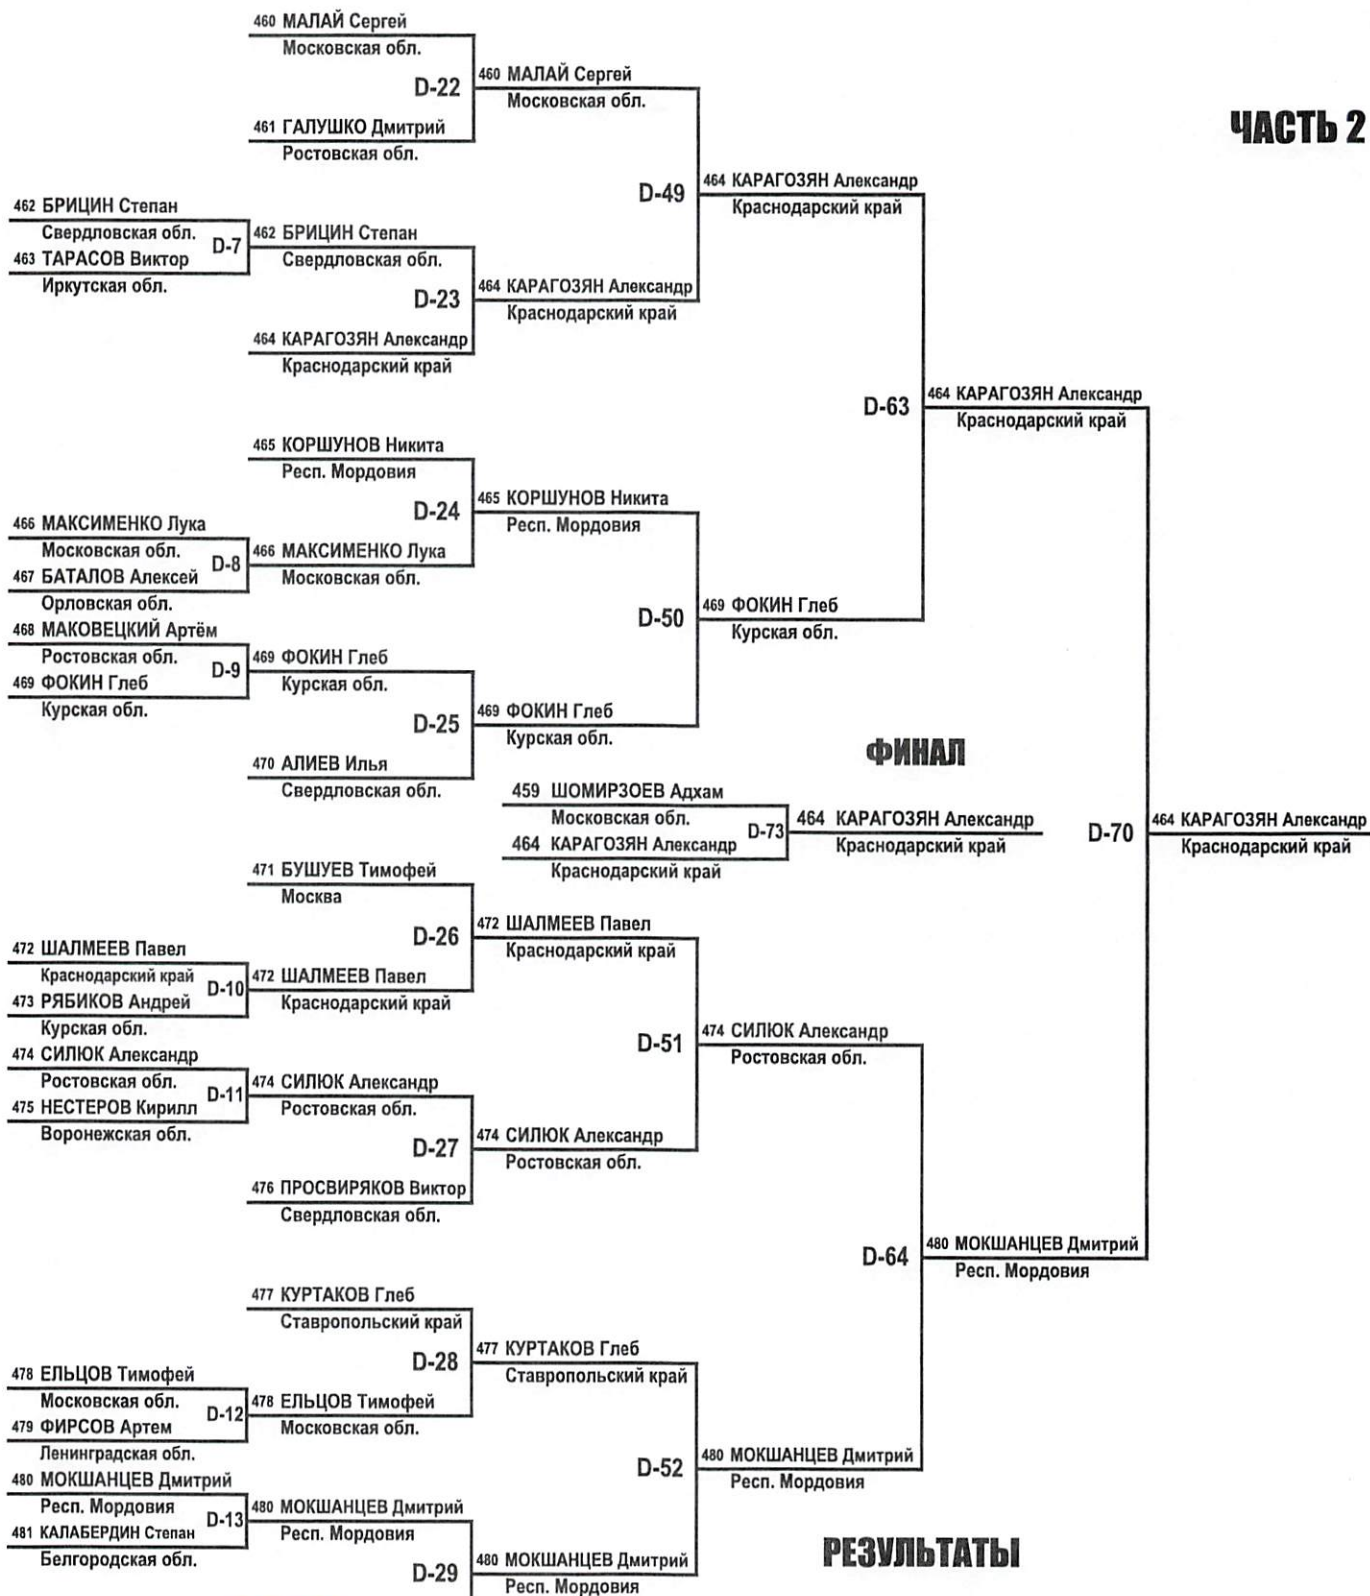 460 МАЛАЙ Сергей
Московская обл.
D-22
460 МАЛАЙ Сергей
Московская обл.
ЧАСТЬ 2
461 ГАЛУШКО Дмитрий
Ростовская обл.
D-49
464 КАРАГОЗЯН Александр
Краснодарский край
462 БРИЦИН Степан
Свердловская обл.
D-7
463 ТАРАСОВ Виктор
Иркутская обл.
462 БРИЦИН Степан
Свердловская обл.
D-23
464 КАРАГОЗЯН Александр
Краснодарский край
464 КАРАГОЗЯН Александр
Краснодарский край
D-63
464 КАРАГОЗЯН Александр
Краснодарский край
465 КОРШУНОВ Никита
Респ. Мордовия
D-24
465 КОРШУНОВ Никита
Респ. Мордовия
466 МАКСИМЕНКО Лука
Московская обл.
D-8
467 БАТАЛОВ Алексей
Орловская обл.
466 МАКСИМЕНКО Лука
Московская обл.
D-50
469 ФОКИН Глеб
Курская обл.
468 МАКОВЕЦКИЙ Артём
Ростовская обл.
D-9
469 ФОКИН Глеб
Курская обл.
469 ФОКИН Глеб
Курская обл.
D-25
469 ФОКИН Глеб
Курская обл.
470 АЛИЕВ Илья
Свердловская обл.
ФИНАЛ
459 ШОМИРЗОЕВ Адхам
Московская обл.
D-73
464 КАРАГОЗЯН Александр
Краснодарский край
464 КАРАГОЗЯН Александр
Краснодарский край
D-70
464 КАРАГОЗЯН Александр
Краснодарский край
471 БУШУЕВ Тимофей
Москва
D-26
472 ШАЛМЕЕВ Павел
Краснодарский край
472 ШАЛМЕЕВ Павел
Краснодарский край
D-10
473 РЯБИКОВ Андрей
Курская обл.
472 ШАЛМЕЕВ Павел
Краснодарский край
D-51
474 СИЛЮК Александр
Ростовская обл.
474 СИЛЮК Александр
Ростовская обл.
D-11
475 НЕСТЕРОВ Кирилл
Воронежская обл.
474 СИЛЮК Александр
Ростовская обл.
D-27
474 СИЛЮК Александр
Ростовская обл.
476 ПРОСВИРЯКОВ Виктор
Свердловская обл.
D-64
480 МОКШАНЦЕВ Дмитрий
Респ. Мордовия
477 КУРТАКОВ Глеб
Ставропольский край
D-28
477 КУРТАКОВ Глеб
Ставропольский край
478 ЕЛЬЦОВ Тимофей
Московская обл.
D-12
479 ФИРСОВ Артем
Ленинградская обл.
478 ЕЛЬЦОВ Тимофей
Московская обл.
D-52
480 МОКШАНЦЕВ Дмитрий
Респ. Мордовия
480 МОКШАНЦЕВ Дмитрий
Респ. Мордовия
D-13
481 КАЛАБЕРДИН Степан
Белгородская обл.
480 МОКШАНЦЕВ Дмитрий
Респ. Мордовия
D-29
480 МОКШАНЦЕВ Дмитрий
Респ. Мордовия
РЕЗУЛЬТАТЫ